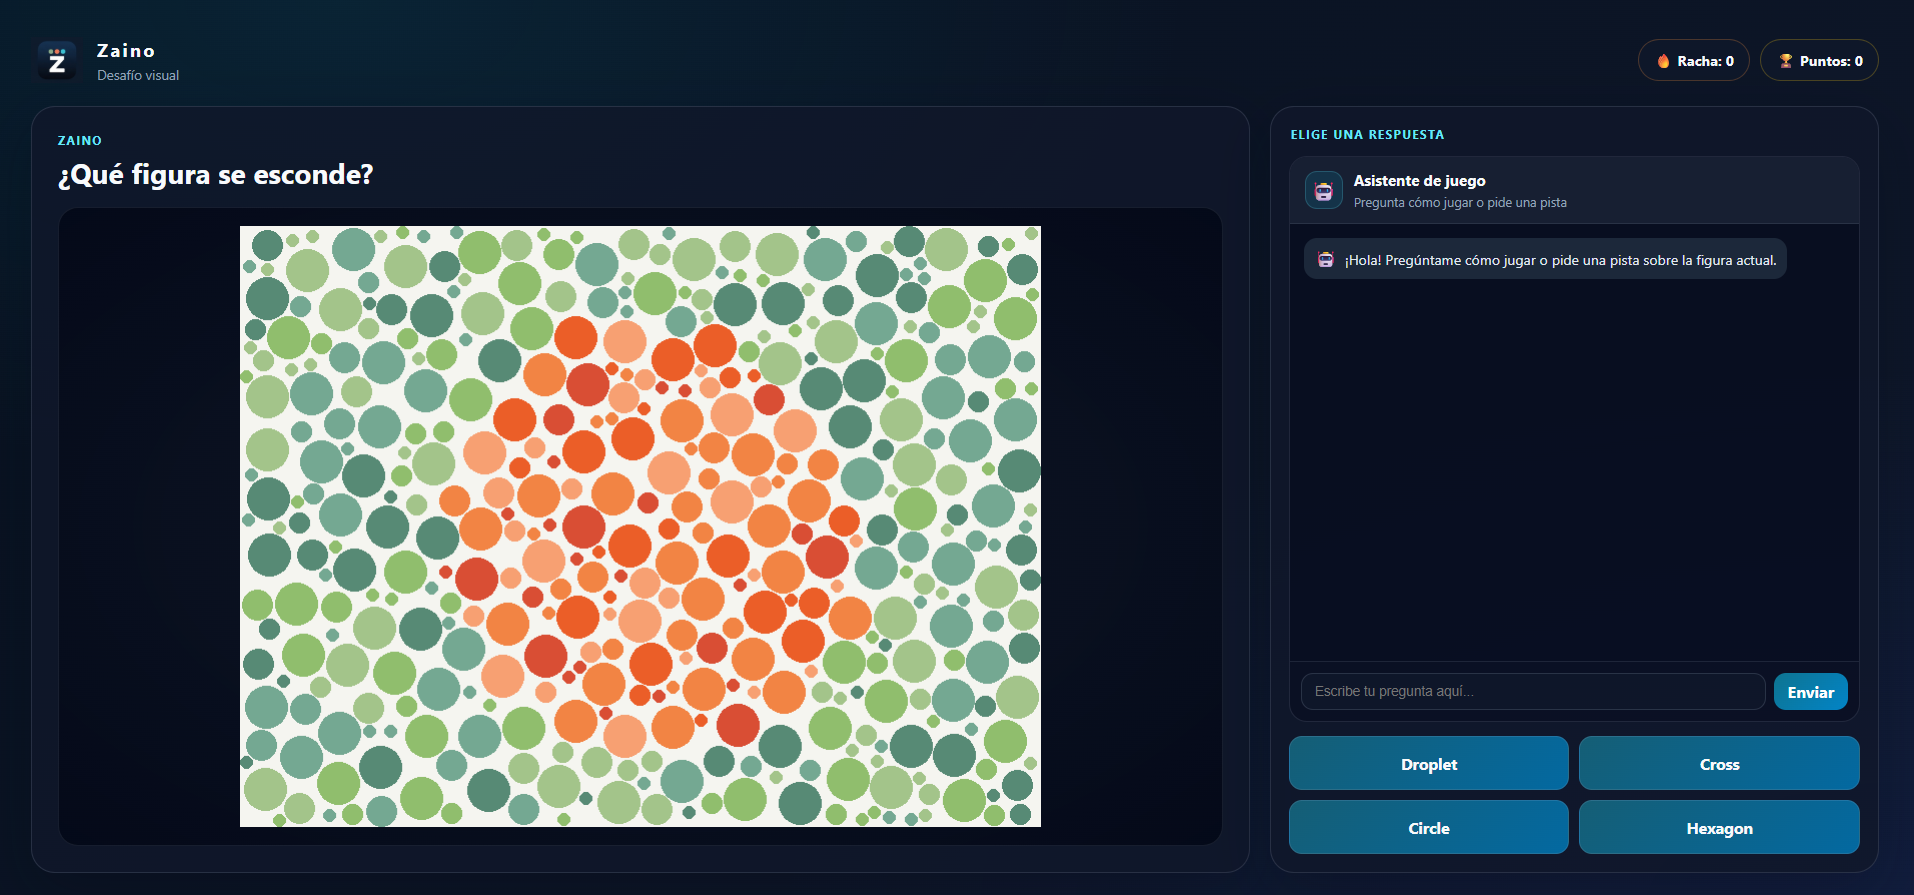 Zaino
Desafío visual
Racha: 0
Puntos: 0
ZAINO
¿Qué figura se esconde?
ELIGE UNA RESPUESTA
Asistente de juego
Pregunta cómo jugar o pide una pista
¡Hola! Pregúntame cómo jugar o pide una pista sobre la figura actual.
Escribe tu pregunta aquí...
Enviar
Droplet
Cross
Circle
Hexagon